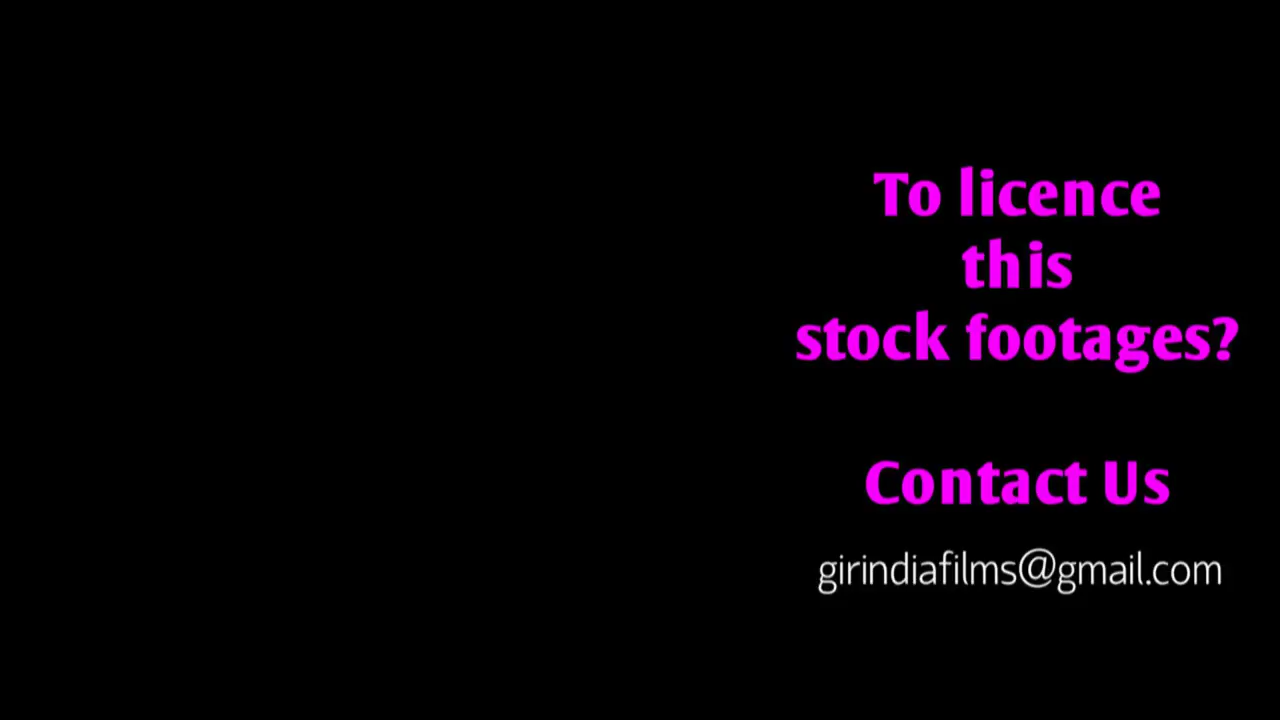 To licence
this
stock footages?
Contact Us
girindiafilms@gmail.com